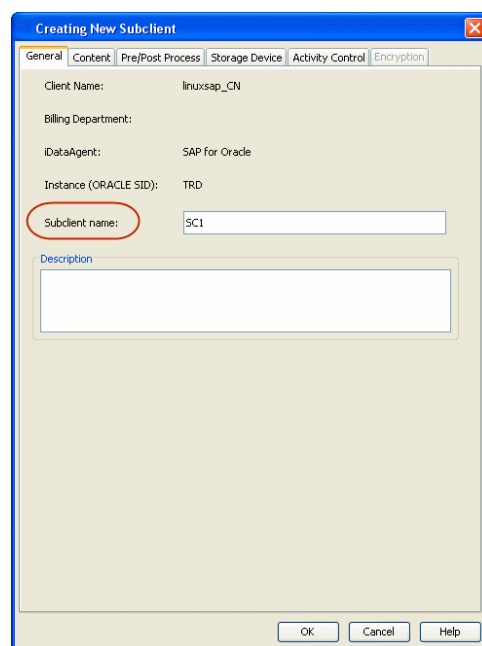 Creating New Subclient
General Content Pre/Post Process Storage Device Activity Control Encryption
Client Name: linuxsap_CN
Billing Department:
iDataAgent: SAP for Oracle
Instance (ORACLE SID): TRD
Subclient name: SC1
Description
OK Cancel Help